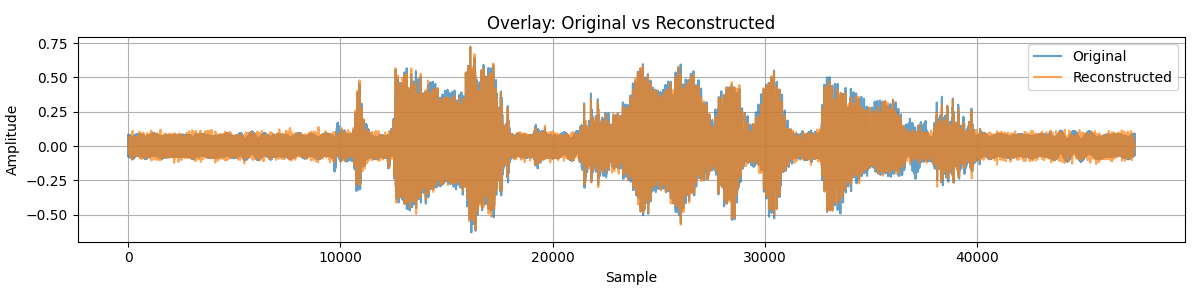 Overlay: Original vs Reconstructed
Amplitude
0.75
0.50
0.25
0.00
−0.25
−0.50
Original
Reconstructed
0
10000
20000
30000
40000
Sample